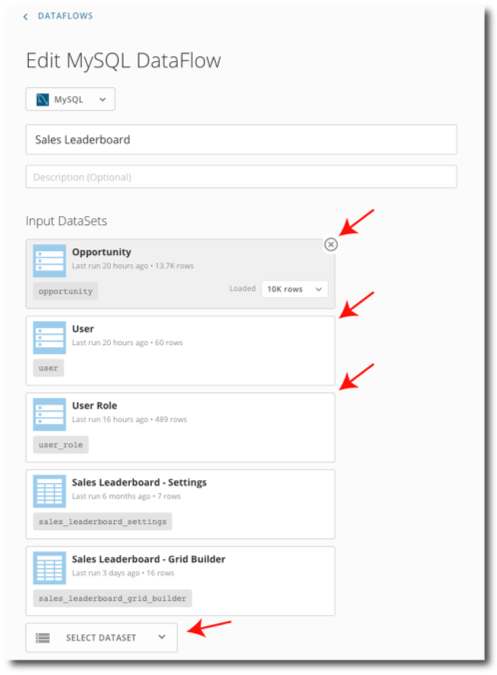 DATAFLOWS
Edit MySQL DataFlow
MySQL
Sales Leaderboard
Description (Optional)
Input DataSets
Opportunity
Last run 20 hours ago • 13.7K rows
opportunity
Loaded 10K rows
User
Last run 20 hours ago • 60 rows
user
User Role
Last run 16 hours ago • 489 rows
user_role
Sales Leaderboard - Settings
Last run 6 months ago • 7 rows
sales_leaderboard_settings
Sales Leaderboard - Grid Builder
Last run 3 days ago • 16 rows
sales_leaderboard_grid_builder
SELECT DATASET